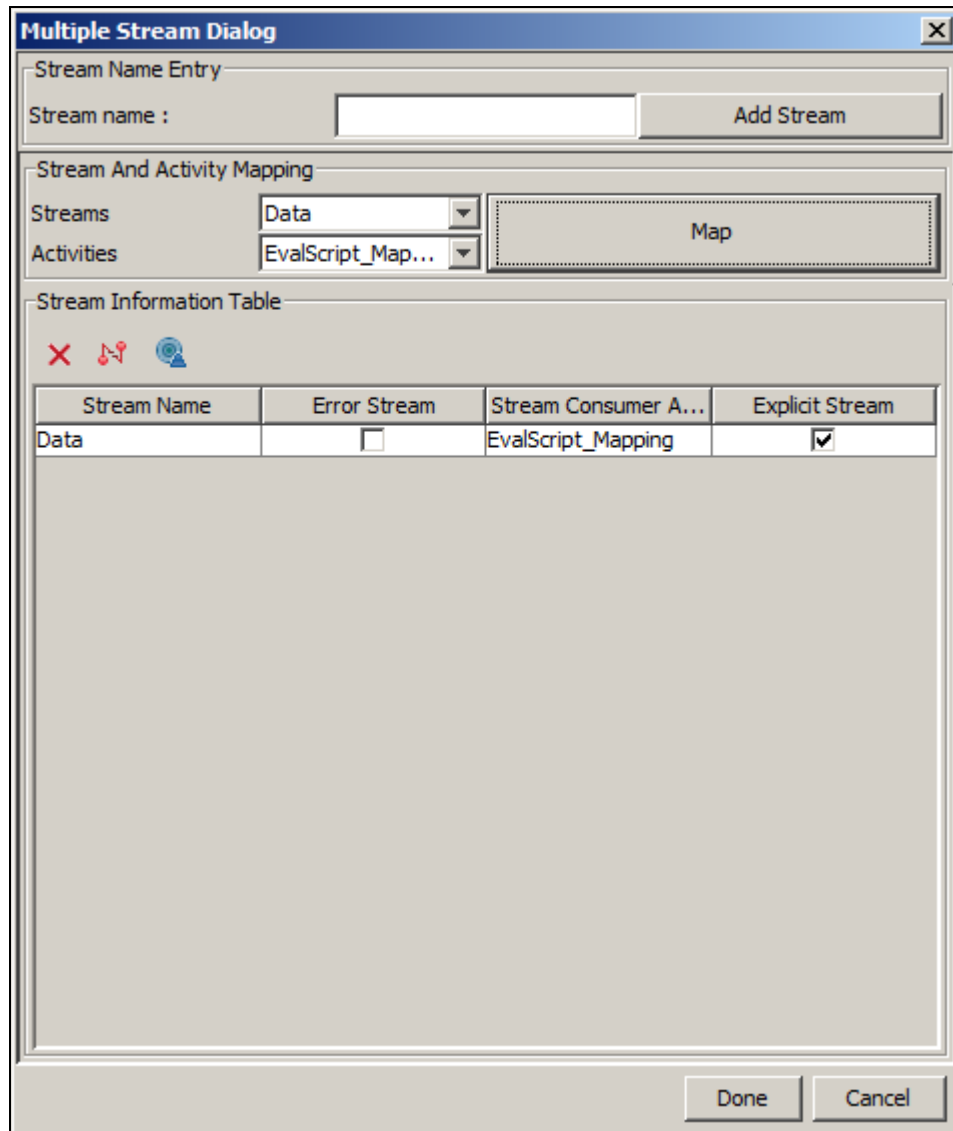 Multiple Stream Dialog
Stream Name Entry
Stream name : Add Stream
Stream And Activity Mapping
Streams Data Map
Activities EvalScript_Map...
Stream Information Table
Stream Name Error Stream Stream Consumer A... Explicit Stream
Data EvalScript_Mapping
Done Cancel